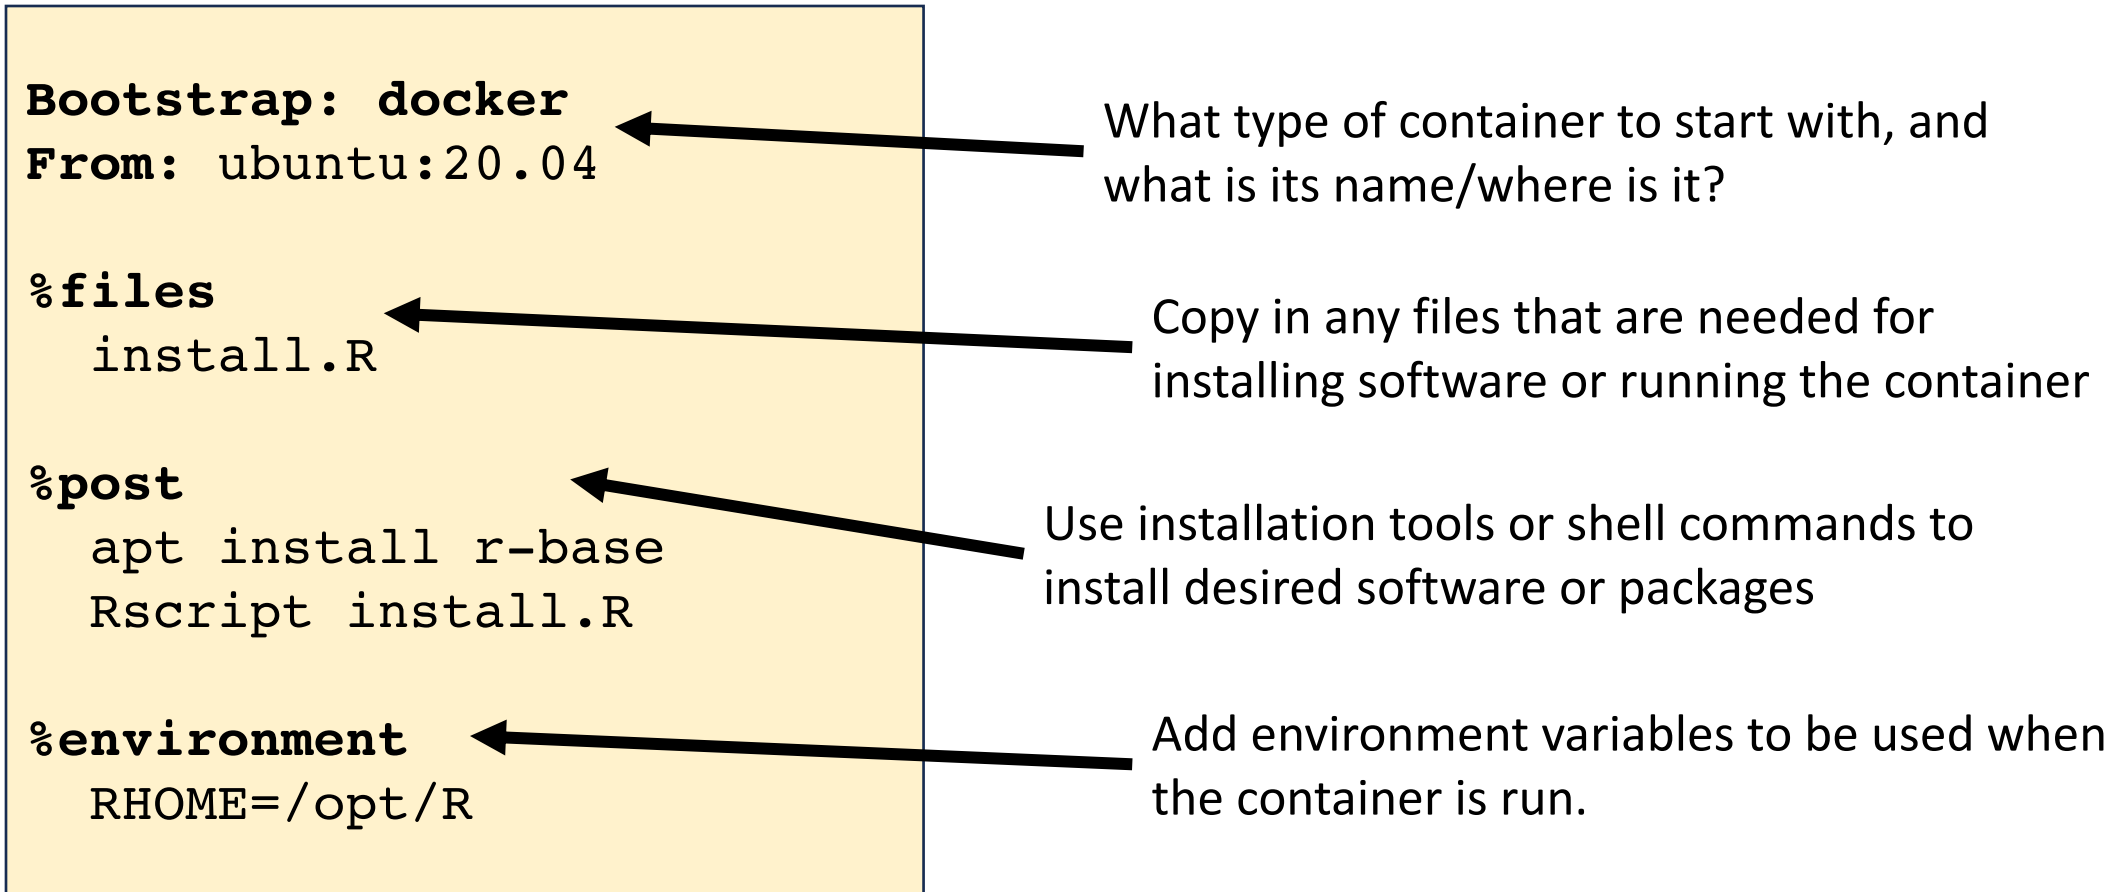 Bootstrap: docker
From: ubuntu:20.04
What type of container to start with, and
what is its name/where is it?
%files
install.R
Copy in any files that are needed for
installing software or running the container
%post
apt install r-base
Rscript install.R
Use installation tools or shell commands to
install desired software or packages
%environment
RHOME=/opt/R
Add environment variables to be used when
the container is run.